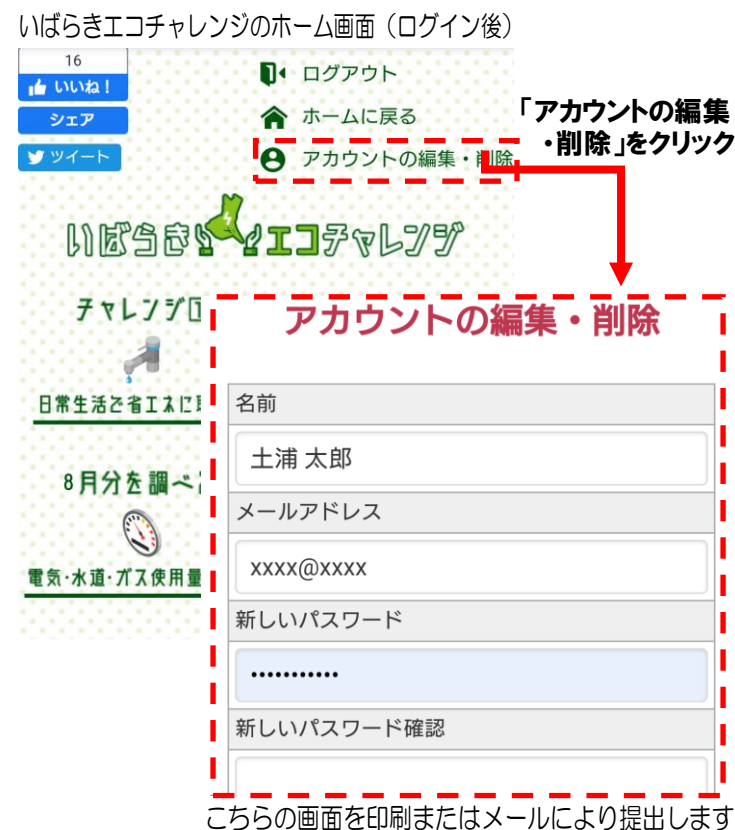 いばらきエコチャレンジのホーム画面（ログイン後）
16
いいね！
シェア
ツイート
ログアウト
ホームに戻る
アカウントの編集・削除
「アカウントの編集
・削除」をクリック
いばらきエコチャレンジ
チャレンジ
日常生活で省エネに
8月分を調べ
電気・水道・ガス使用量
アカウントの編集・削除
名前
土浦 太郎
メールアドレス
xxxx@xxxx
新しいパスワード
•••••••••••
新しいパスワード確認
こちらの画面を印刷またはメールにより提出します